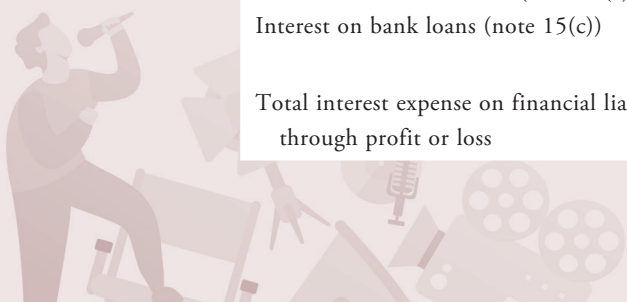 Interest on bank loans (note 15(c))
Total interest expense on financial lia
through profit or loss